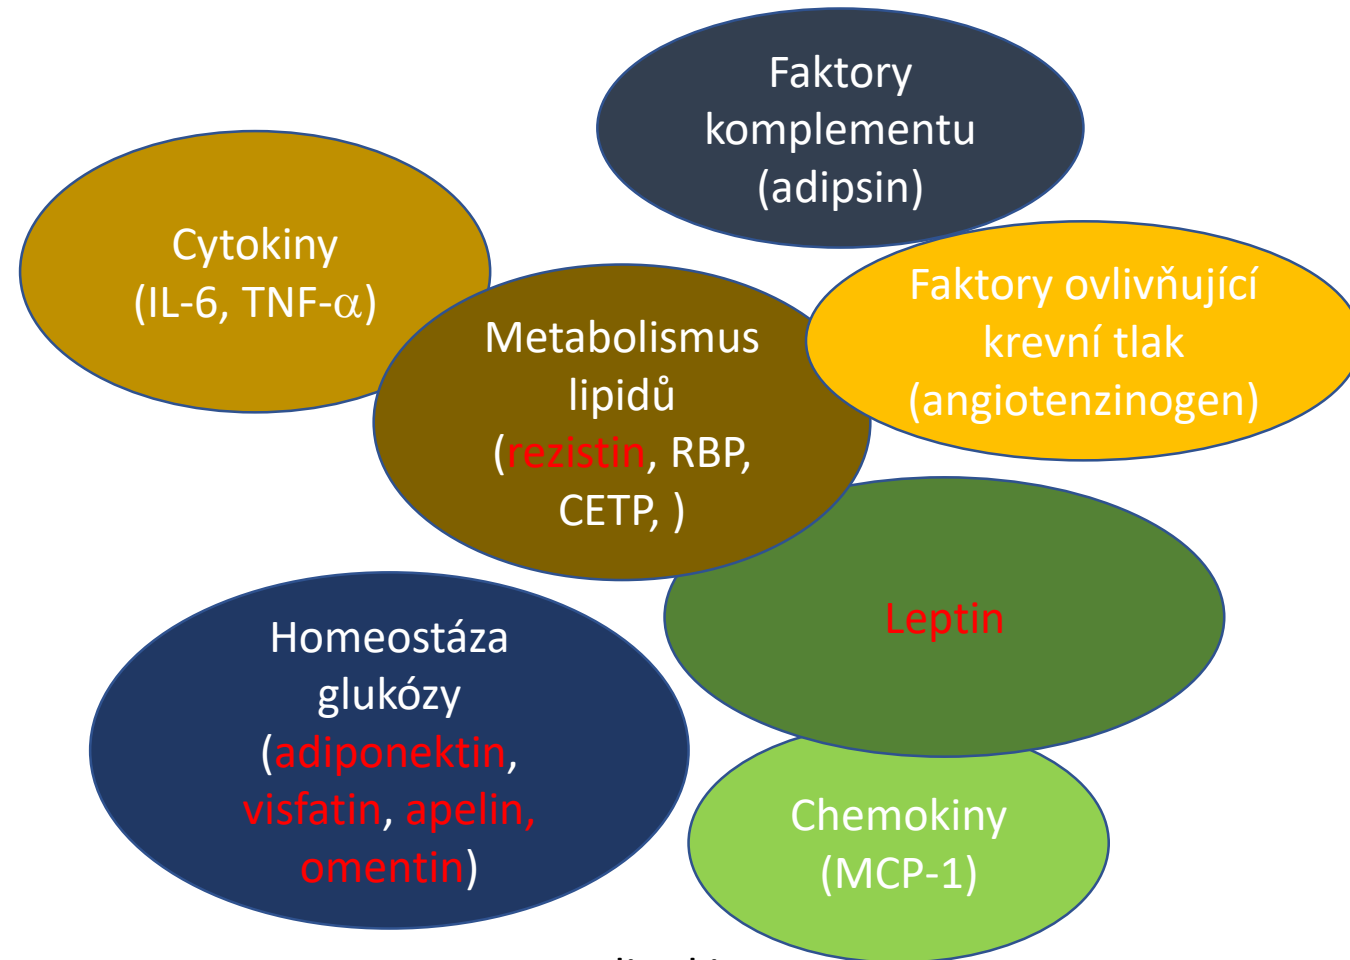 Faktory
komplementu
(adipsin)
Cytokiny
(IL-6, TNF-α)
Faktory ovlivňující
krevní tlak
(angiotenzinogen)
Metabolismus
lipidů
(rezistin, RBP,
CETP, )
Leptin
Homeostáza
glukózy
(adiponektin,
visfatin, apelin,
omentin)
Chemokiny
(MCP-1)